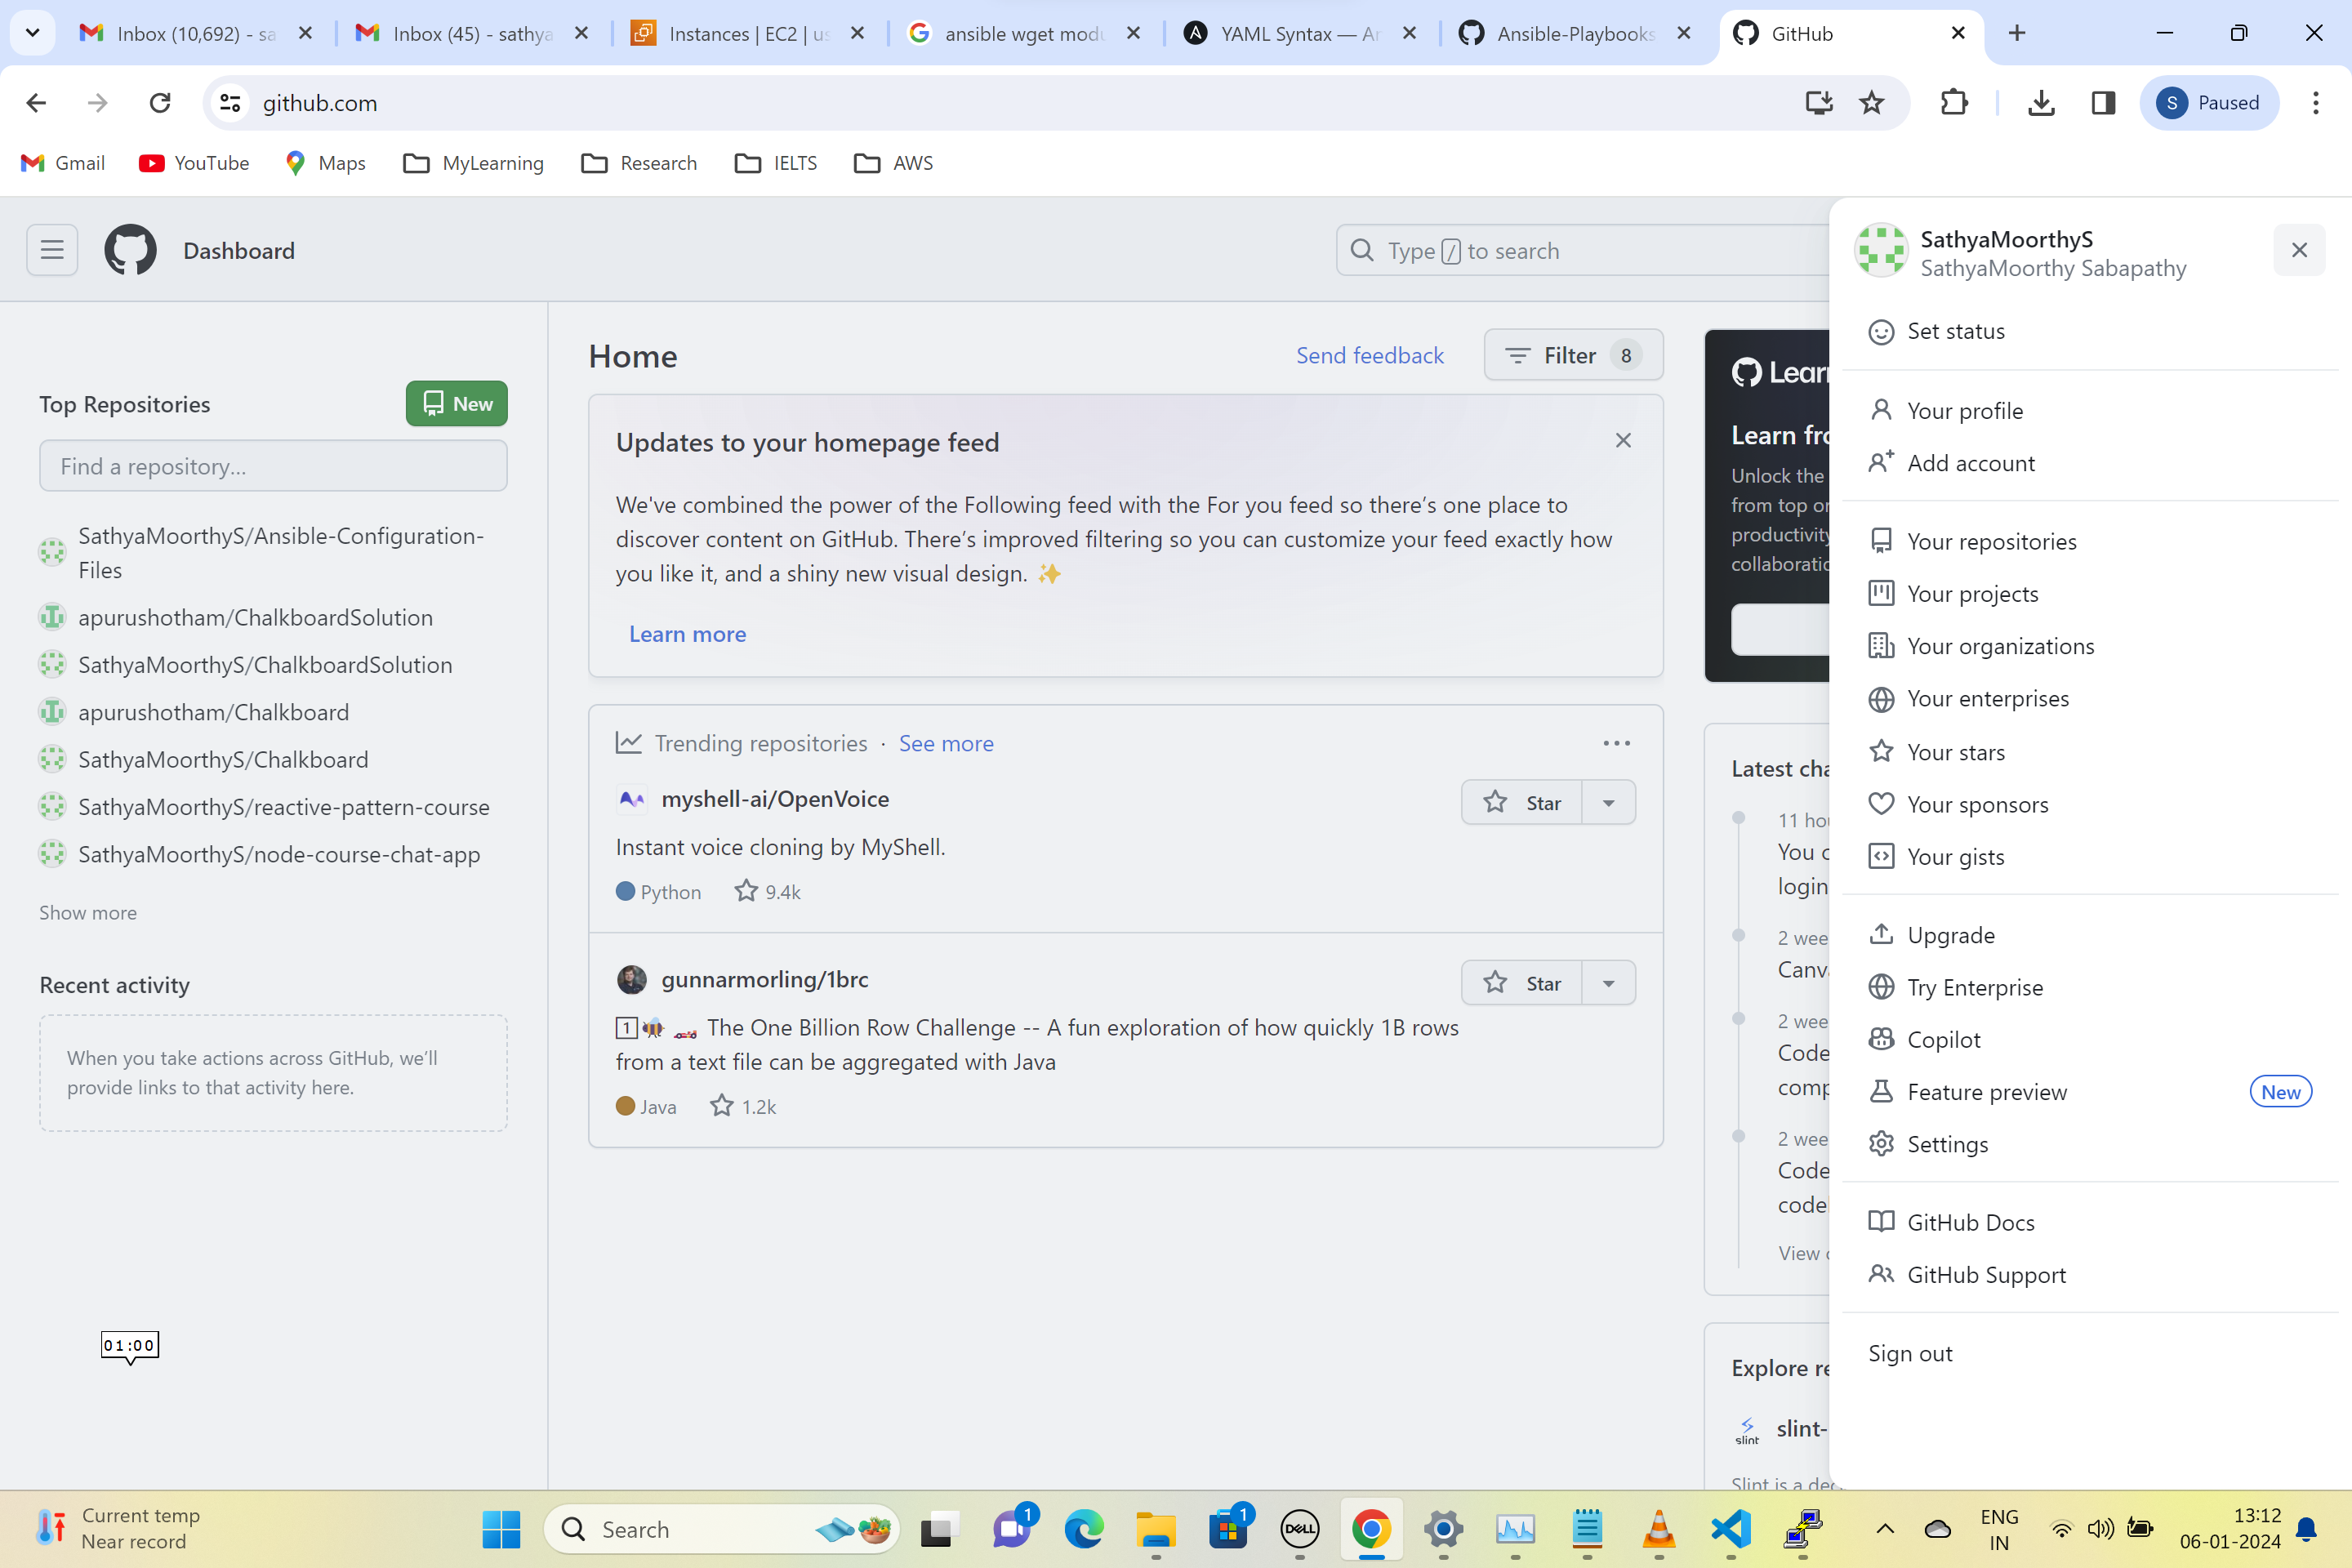 Inbox (10,692) - sa
Inbox (45) - sathya
Instances | EC2 | us
ansible wget modu
YAML Syntax — An
Ansible-Playbooks
GitHub
github.com
S Paused
Gmail
YouTube
Maps
MyLearning
Research
IELTS
AWS
Dashboard
Type / to search
Top Repositories
New
Find a repository...
SathyaMoorthyS/Ansible-Configuration-
Files
apurushotham/ChalkboardSolution
SathyaMoorthyS/ChalkboardSolution
apurushotham/Chalkboard
SathyaMoorthyS/Chalkboard
SathyaMoorthyS/reactive-pattern-course
SathyaMoorthyS/node-course-chat-app
Show more
Recent activity
When you take actions across GitHub, we’ll
provide links to that activity here.
01:00
Home
Send feedback
Filter 8
Updates to your homepage feed
We've combined the power of the Following feed with the For you feed so there’s one place to
discover content on GitHub. There’s improved filtering so you can customize your feed exactly how
you like it, and a shiny new visual design. ✨
Learn more
Trending repositories · See more
myshell-ai/OpenVoice
Star
Instant voice cloning by MyShell.
Python 9.4k
gunnarmorling/1brc
Star
1️⃣🐝🏎️ The One Billion Row Challenge -- A fun exploration of how quickly 1B rows
from a text file can be aggregated with Java
Java 1.2k
Learn
Learn fro
Unlock the
from top or
productivity
collaboratio
Latest cha
11 hou
You c
login
2 wee
Canva
2 wee
Code
comp
2 wee
Code
code
View c
Explore re
slint
slint-
Slint is a dec
SathyaMoorthyS
SathyaMoorthy Sabapathy
Set status
Your profile
Add account
Your repositories
Your projects
Your organizations
Your enterprises
Your stars
Your sponsors
Your gists
Upgrade
Try Enterprise
Copilot
Feature preview New
Settings
GitHub Docs
GitHub Support
Sign out
Current temp
Near record
Search
1
1
DELL
ENG
IN
13:12
06-01-2024